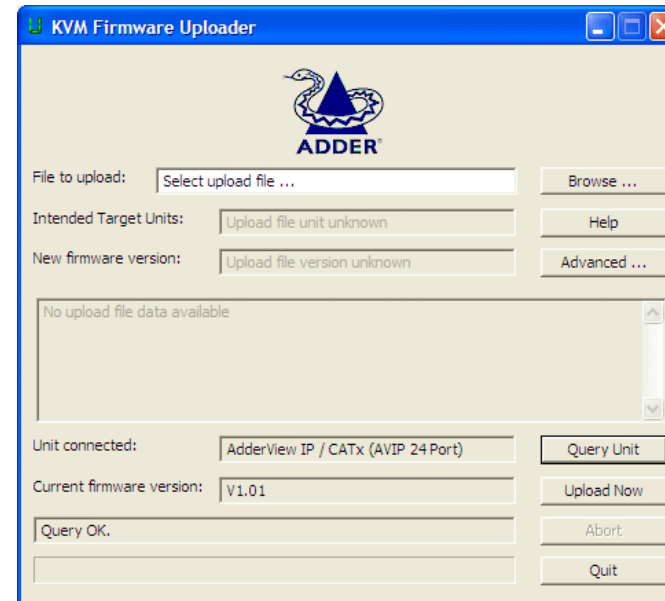 KVM Firmware Uploader
ADDER®
File to upload:
Select upload file ...
Browse ...
Intended Target Units:
Upload file unit unknown
Help
New firmware version:
Upload file version unknown
Advanced ...
No upload file data available
Unit connected:
AdderView IP / CATx (AVIP 24 Port)
Query Unit
Current firmware version:
V1.01
Upload Now
Query OK.
Abort
Quit